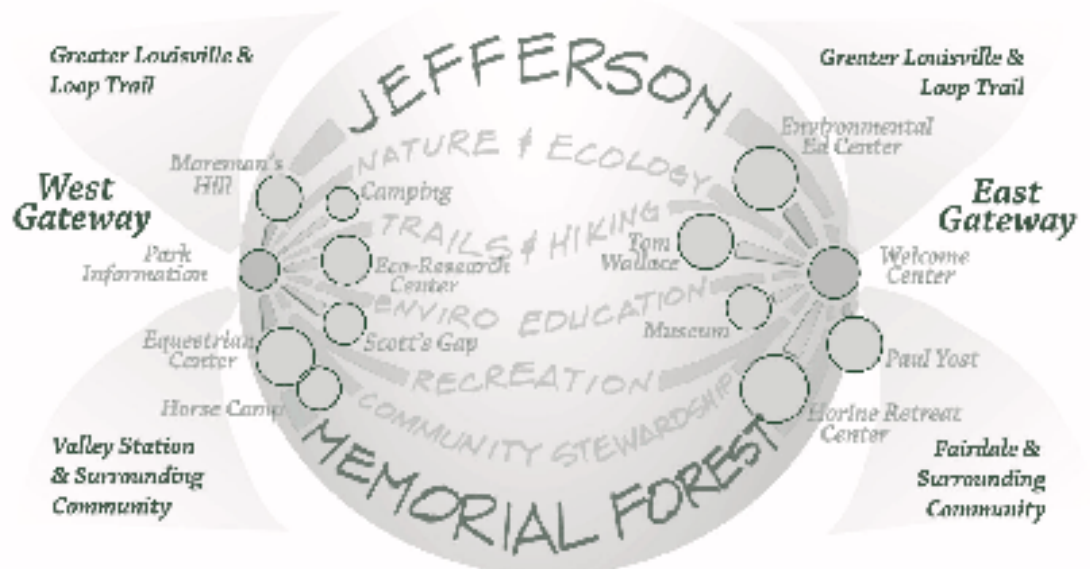 Greater Louisville &
Loop Trail
JEFFERSON
Greater Louisville &
Loop Trail
NATURE & ECOLOGY
Environmental
Ed Center
Moreman's
Hill
Camping
West
Gateway
East
Gateway
TRAILS & HIKING
Tom
Wallace
Park
Information
Eco-Research
Center
Welcome
Center
ENVIRO EDUCATION
Museum
Equestrian
Center
Scott's Gap
Paul Yost
RECREATION
Horse Camp
COMMUNITY STEWARDSHIP
Horine Retreat
Center
MEMORIAL FOREST
Valley Station
& Surrounding
Community
Fairdale &
Surrounding
Community